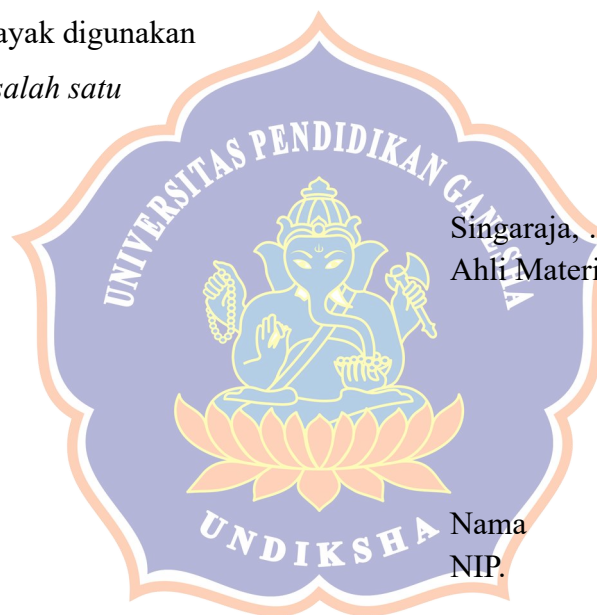 ayak digunakan
salah satu
UNIVERSITAS PENDIDIKAN GANESHA
Singaraja, ..
Ahli Materi
UNDIKSHA
Nama
NIP.